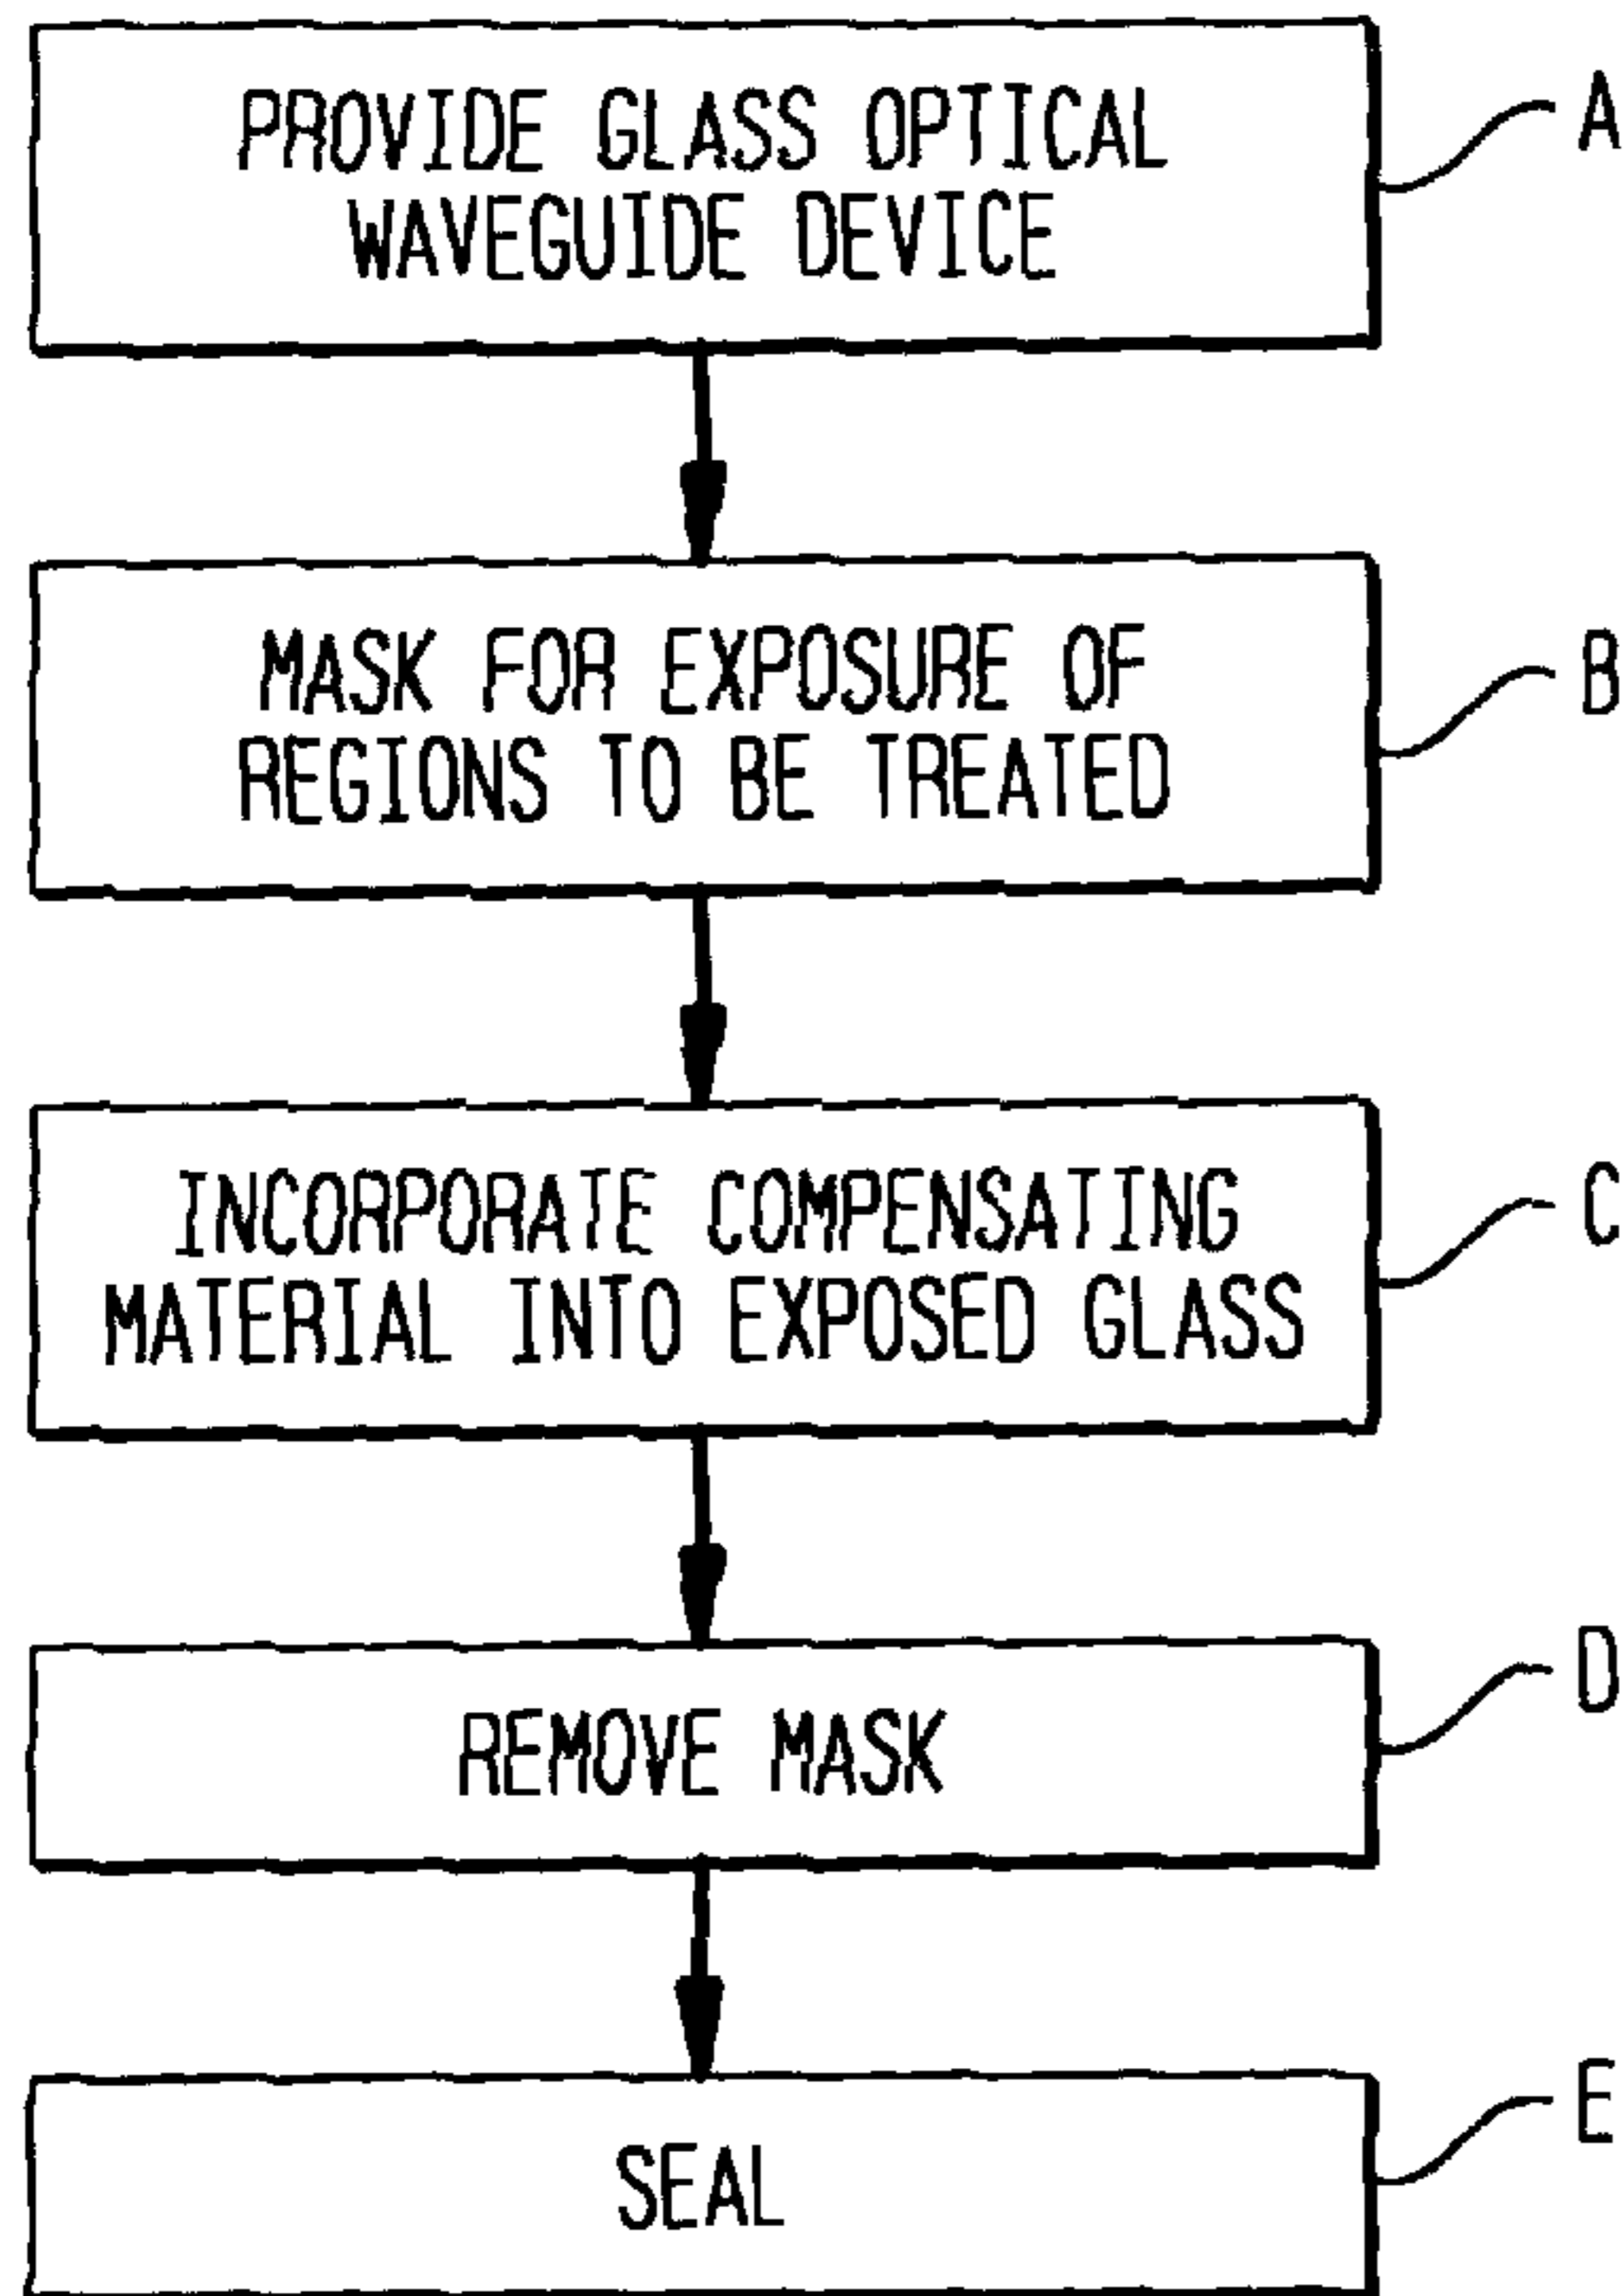 PROVIDE GLASS OPTICAL
WAVEGUIDE DEVICE
A
MASK FOR EXPOSURE OF
REGIONS TO BE TREATED
B
INCORPORATE COMPENSATING
MATERIAL INTO EXPOSED GLASS
C
REMOVE MASK
D
SEAL
E